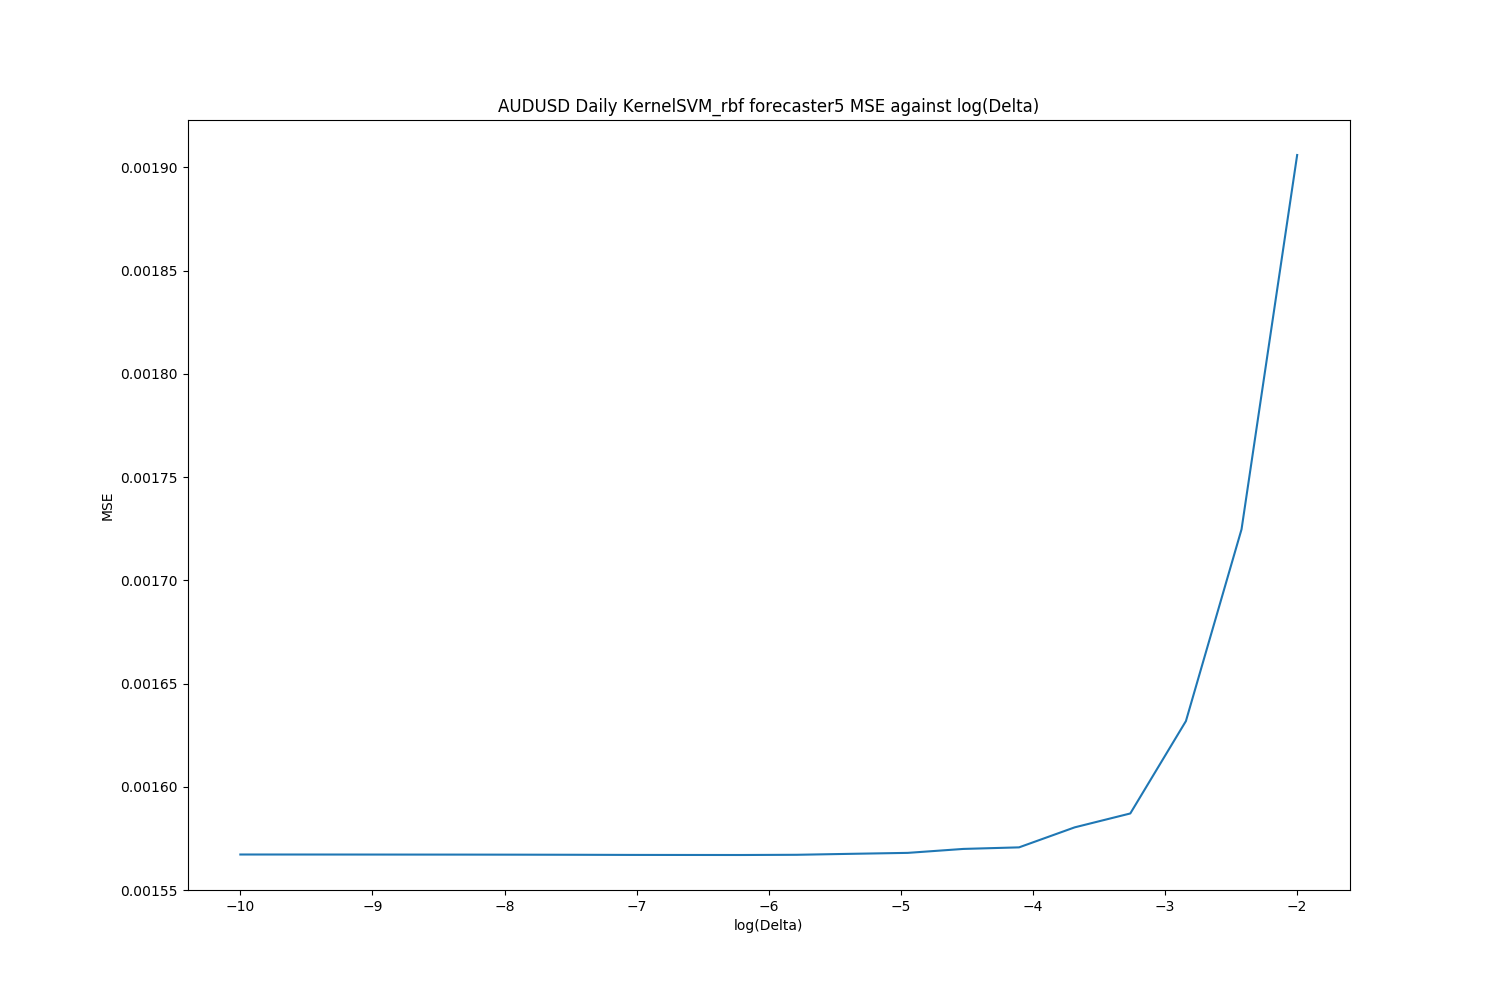 AUDUSD Daily KernelSVM_rbf forecaster5 MSE against log(Delta)
0.00190
0.00185
0.00180
0.00175
MSE
0.00170
0.00165
0.00160
0.00155
−10 −9 −8 −7 −6 −5 −4 −3 −2
log(Delta)